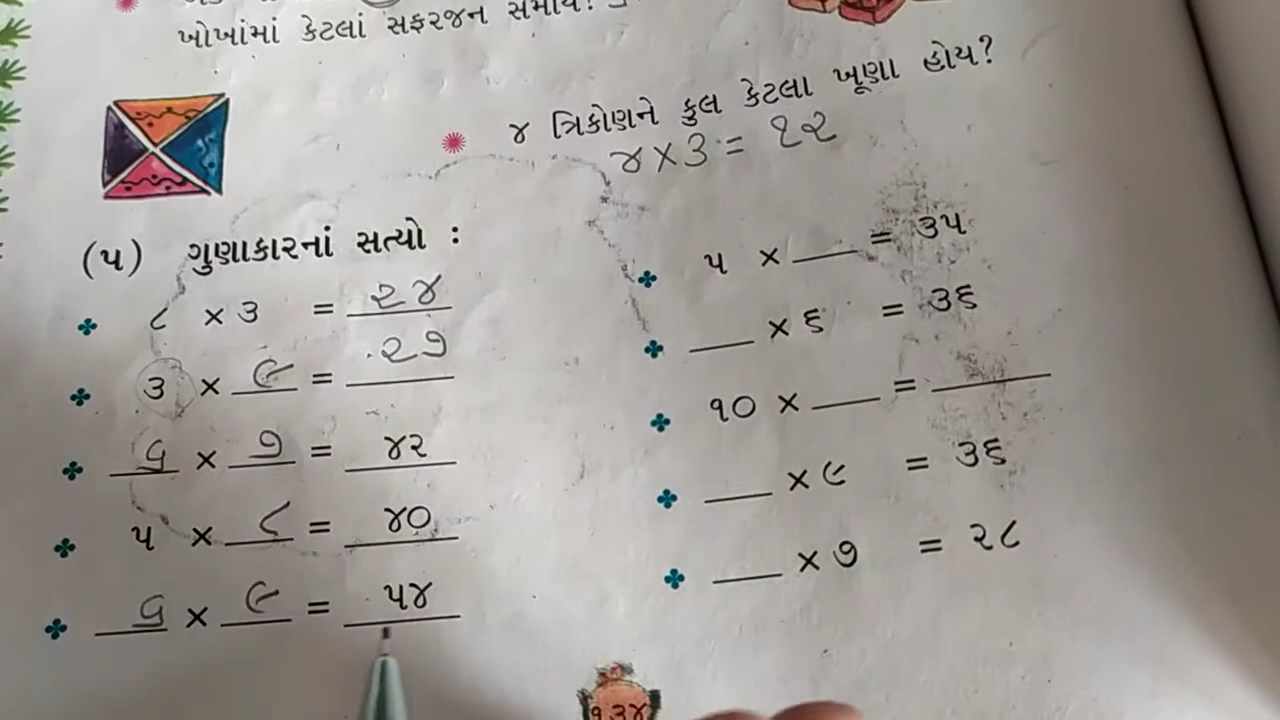 ખોખાંમાં કેટલાં સફરજન સમાય?
૪ ત્રિકોણને કુલ કેટલા ખૂણા હોય?
૪ × ૩ = ૧૨
(૫) ગુણાકારનાં સત્યો :
૮ × ૩ = ૨૪
૩ × ૯ = ૨૭
૬ × ૭ = ૪૨
૫ × ૮ = ૪૦
૬ × ૯ = ૫૪
૫ × ___ = ૩૫
___ × ૬ = ૩૬
૧૦ × ___ = ___
___ × ૯ = ૩૬
___ × ૭ = ૨૮
૧૩૪